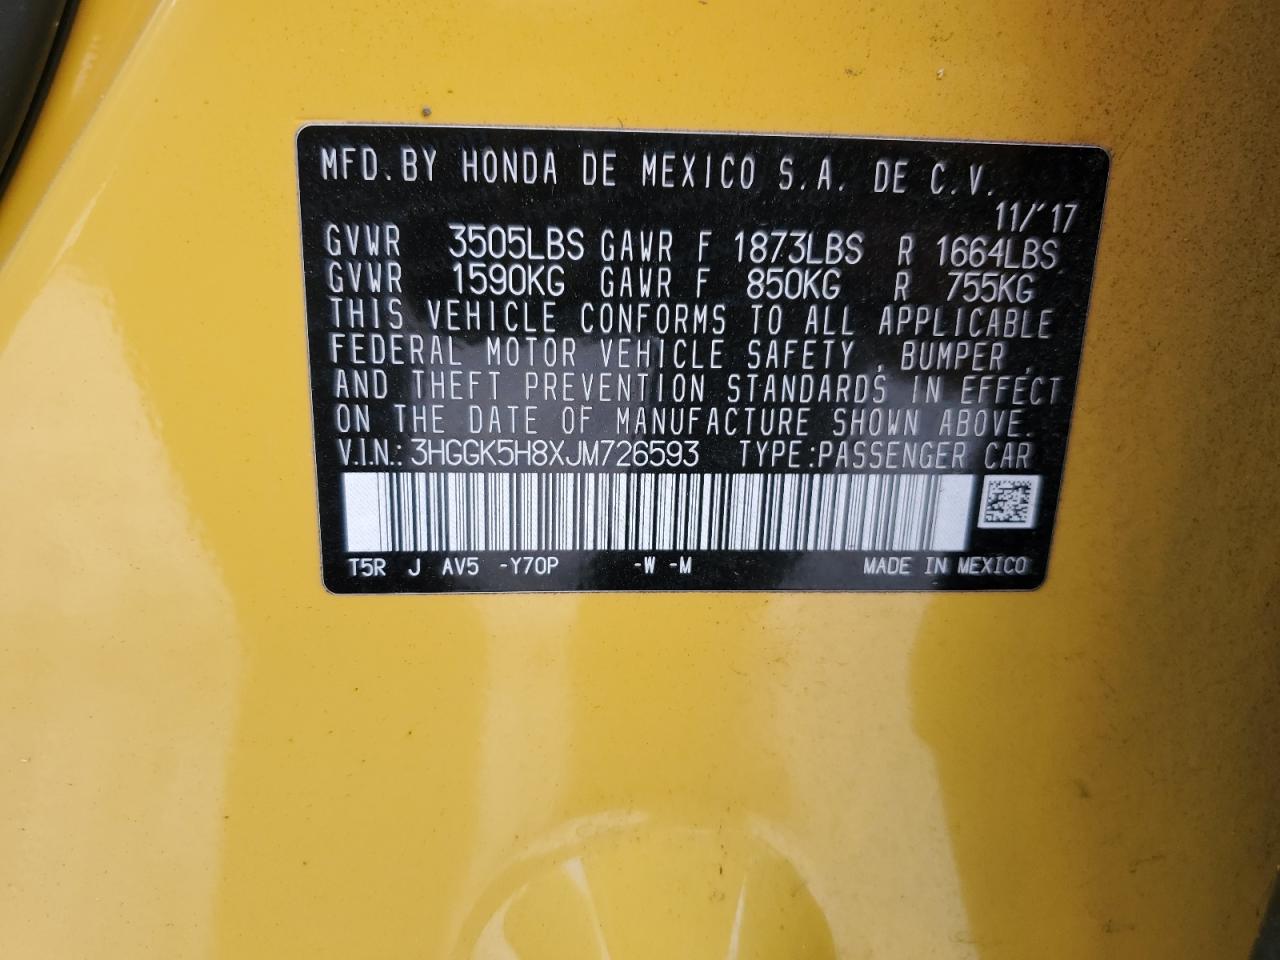 MFD. BY HONDA DE MEXICO S.A. DE C.V.
11/'17
GVWR 3505LBS GAWR F 1873LBS R 1664LBS
GVWR 1590KG GAWR F 850KG R 755KG
THIS VEHICLE CONFORMS TO ALL APPLICABLE
FEDERAL MOTOR VEHICLE SAFETY, BUMPER,
AND THEFT PREVENTION STANDARDS IN EFFECT
ON THE DATE OF MANUFACTURE SHOWN ABOVE.
V.I.N.: 3HGGK5H8XJM726593 TYPE:PASSENGER CAR
T5R J AV5 -Y70P -W -M MADE IN MEXICO